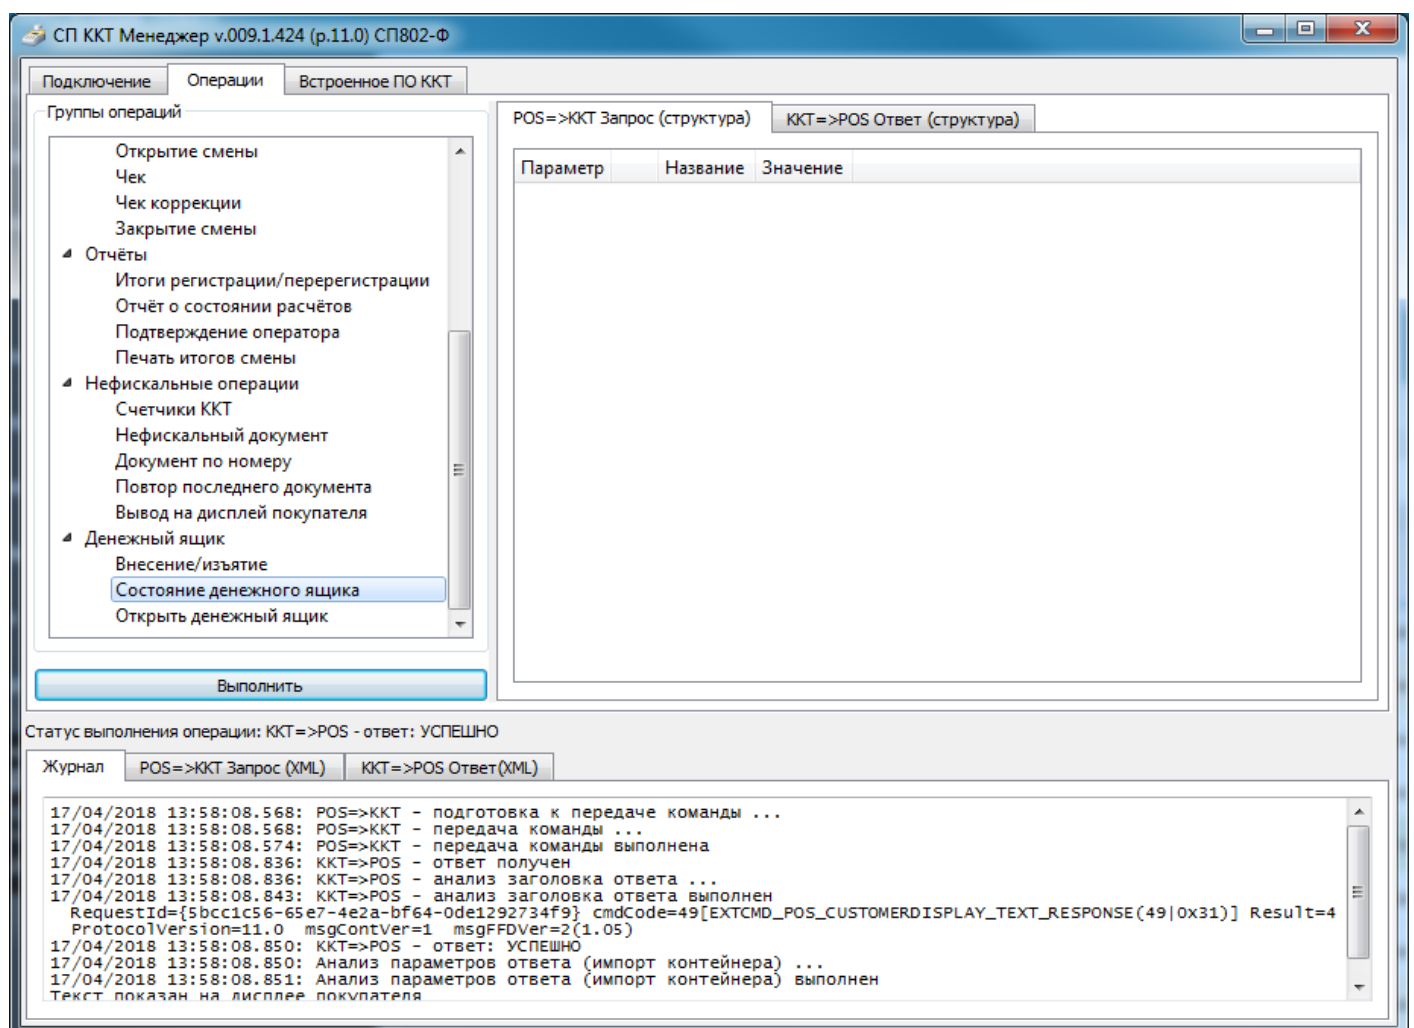 СП ККТ Менеджер v.009.1.424 (р.11.0) СП802-Ф
Подключение Операции Встроенное ПО ККТ
Группы операций
Открытие смены
Чек
Чек коррекции
Закрытие смены
Отчёты
Итоги регистрации/перерегистрации
Отчёт о состоянии расчётов
Подтверждение оператора
Печать итогов смены
Нефискальные операции
Счетчики ККТ
Нефискальный документ
Документ по номеру
Повтор последнего документа
Вывод на дисплей покупателя
Денежный ящик
Внесение/изъятие
Состояние денежного ящика
Открыть денежный ящик
Выполнить
POS=>ККТ Запрос (структура) ККТ=>POS Ответ (структура)
Параметр Название Значение
Статус выполнения операции: ККТ=>POS - ответ: УСПЕШНО
Журнал POS=>ККТ Запрос (XML) ККТ=>POS Ответ(XML)
17/04/2018 13:58:08.568: POS=>ККТ - подготовка к передаче команды ...
17/04/2018 13:58:08.568: POS=>ККТ - передача команды ...
17/04/2018 13:58:08.574: POS=>ККТ - передача команды выполнена
17/04/2018 13:58:08.836: ККТ=>POS - ответ получен
17/04/2018 13:58:08.836: ККТ=>POS - анализ заголовка ответа ...
17/04/2018 13:58:08.843: ККТ=>POS - анализ заголовка ответа выполнен
RequestId={5bcc1c56-65e7-4e2a-bf64-0de1292734f9} cmdCode=49[EXTCMD_POS_CUSTOMERDISPLAY_TEXT_RESPONSE(49|0x31)] Result=4
ProtocolVersion=11.0 msgContVer=1 msgFFDVer=2(1.05)
17/04/2018 13:58:08.850: ККТ=>POS - ответ: УСПЕШНО
17/04/2018 13:58:08.850: Анализ параметров ответа (импорт контейнера) ...
17/04/2018 13:58:08.851: Анализ параметров ответа (импорт контейнера) выполнен
Текст показан на дисплее покупателя